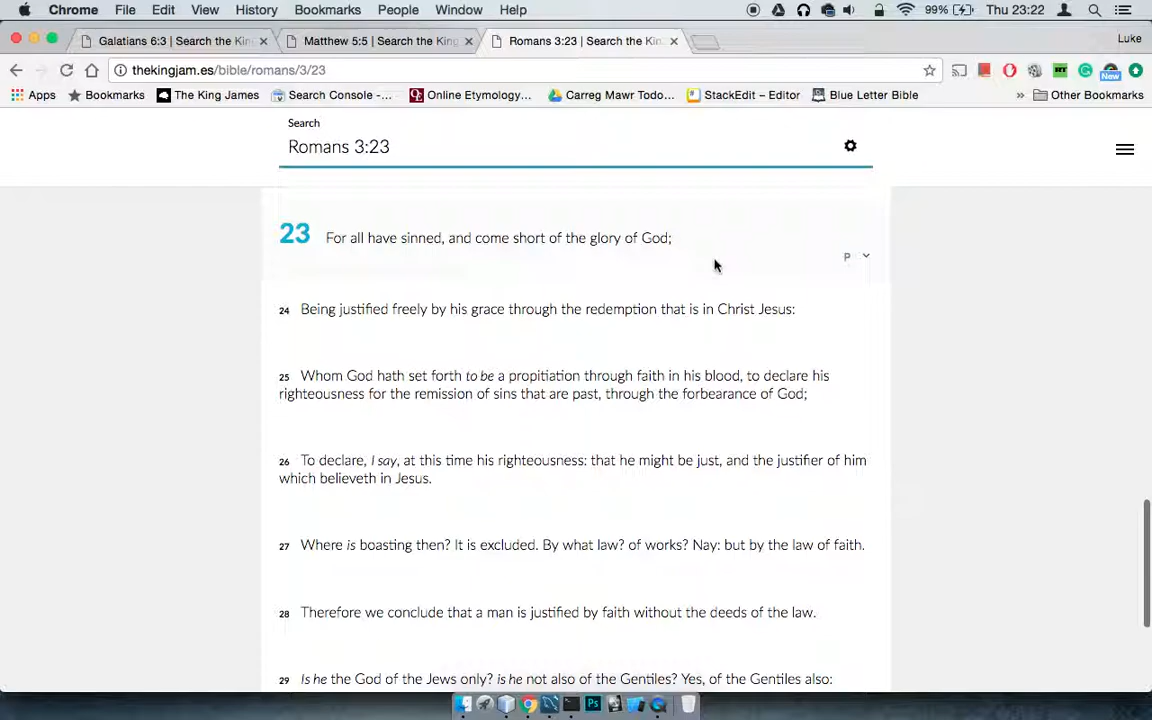 Chrome File Edit View History Bookmarks People Window Help 99% Thu 23:22
Galatians 6:3 | Search the Kin Matthew 5:5 | Search the King Romans 3:23 | Search the Kin Luke
thekingjam.es/bible/romans/3/23 New
Apps Bookmarks The King James Search Console -... Online Etymology... Carreg Mawr Todo... StackEdit – Editor Blue Letter Bible » Other Bookmarks
Search
Romans 3:23
23 For all have sinned, and come short of the glory of God;
P
24 Being justified freely by his grace through the redemption that is in Christ Jesus:
25 Whom God hath set forth to be a propitiation through faith in his blood, to declare his
righteousness for the remission of sins that are past, through the forbearance of God;
26 To declare, I say, at this time his righteousness: that he might be just, and the justifier of him
which believeth in Jesus.
27 Where is boasting then? It is excluded. By what law? of works? Nay: but by the law of faith.
28 Therefore we conclude that a man is justified by faith without the deeds of the law.
29 Is he the God of the Jews only? is he not also of the Gentiles? Yes, of the Gentiles also:
Ps